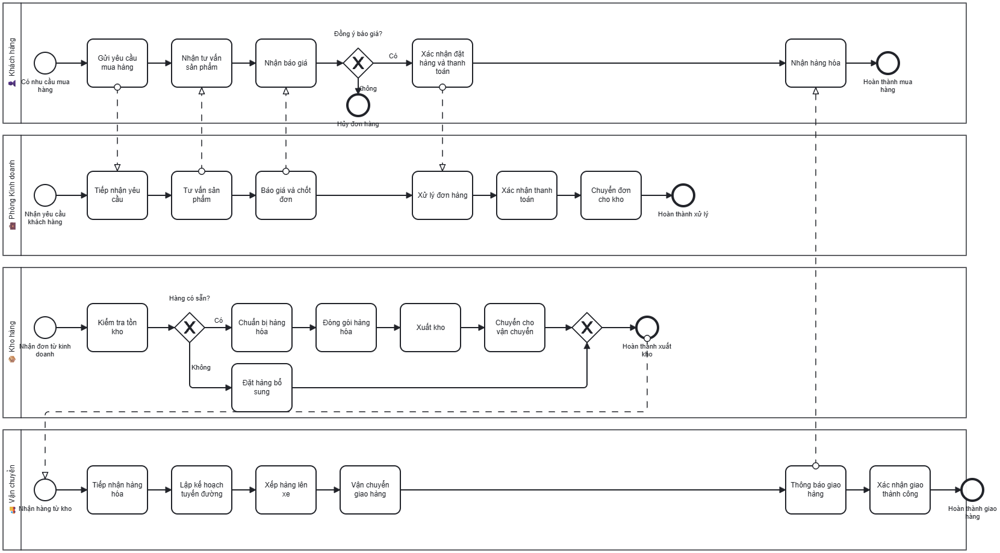 Khách hàng
Đồng ý báo giá?
Gửi yêu cầu
mua hàng
Nhận tư vấn
sản phẩm
Nhận báo giá
Có
Xác nhận đặt
hàng và thanh
toán
Nhận hàng hóa
Có nhu cầu mua
hàng
Không
Hoàn thành mua
hàng
Hủy đơn hàng
Phòng Kinh doanh
Tiếp nhận yêu
cầu
Tư vấn sản
phẩm
Báo giá và chốt
đơn
Xử lý đơn hàng
Xác nhận thanh
toán
Chuyển đơn
cho kho
Nhận yêu cầu
khách hàng
Hoàn thành xử lý
Kho hàng
Hàng có sẵn?
Kiểm tra tồn
kho
Có
Chuẩn bị hàng
hóa
Đóng gói hàng
hóa
Xuất kho
Chuyển cho
vận chuyển
Nhận đơn từ kinh
doanh
Hoàn thành xuất
kho
Không
Đặt hàng bổ
sung
Vận chuyển
Tiếp nhận hàng
hóa
Lập kế hoạch
tuyến đường
Xếp hàng lên
xe
Vận chuyển
giao hàng
Thông báo giao
hàng
Xác nhận giao
thành công
Nhận hàng từ kho
Hoàn thành giao
hàng